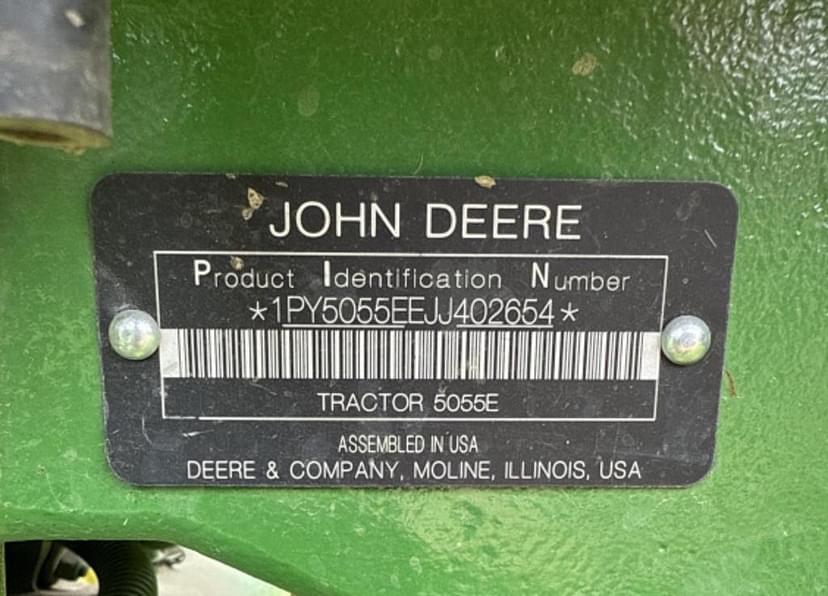 JOHN DEERE
Product Identification Number
*1PY5055EEJJ402654*
TRACTOR 5055E
ASSEMBLED IN USA
DEERE & COMPANY, MOLINE, ILLINOIS, USA